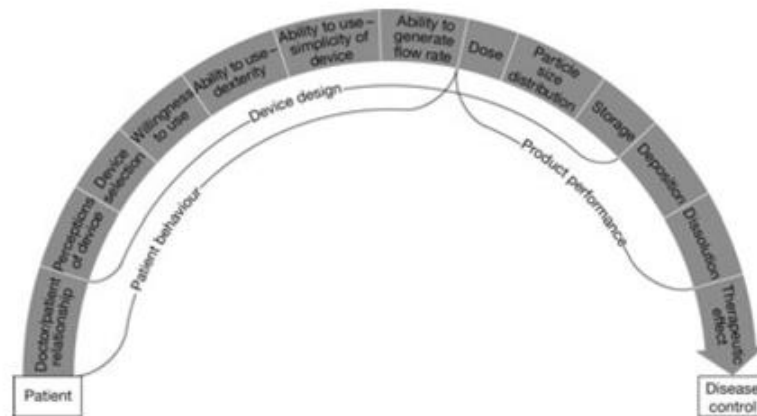 Doctor/patient
relationship
Perceptions
of device
Device
selection
Willingness
to use
Ability to use –
dexterity
Ability to use –
simplicity of
device
Ability to
generate
flow rate
Dose
Particle
size
distribution
Storage
Deposition
Dissolution
Therapeutic
effect
Device design
Patient behaviour
Product performance
Patient
Disease
control